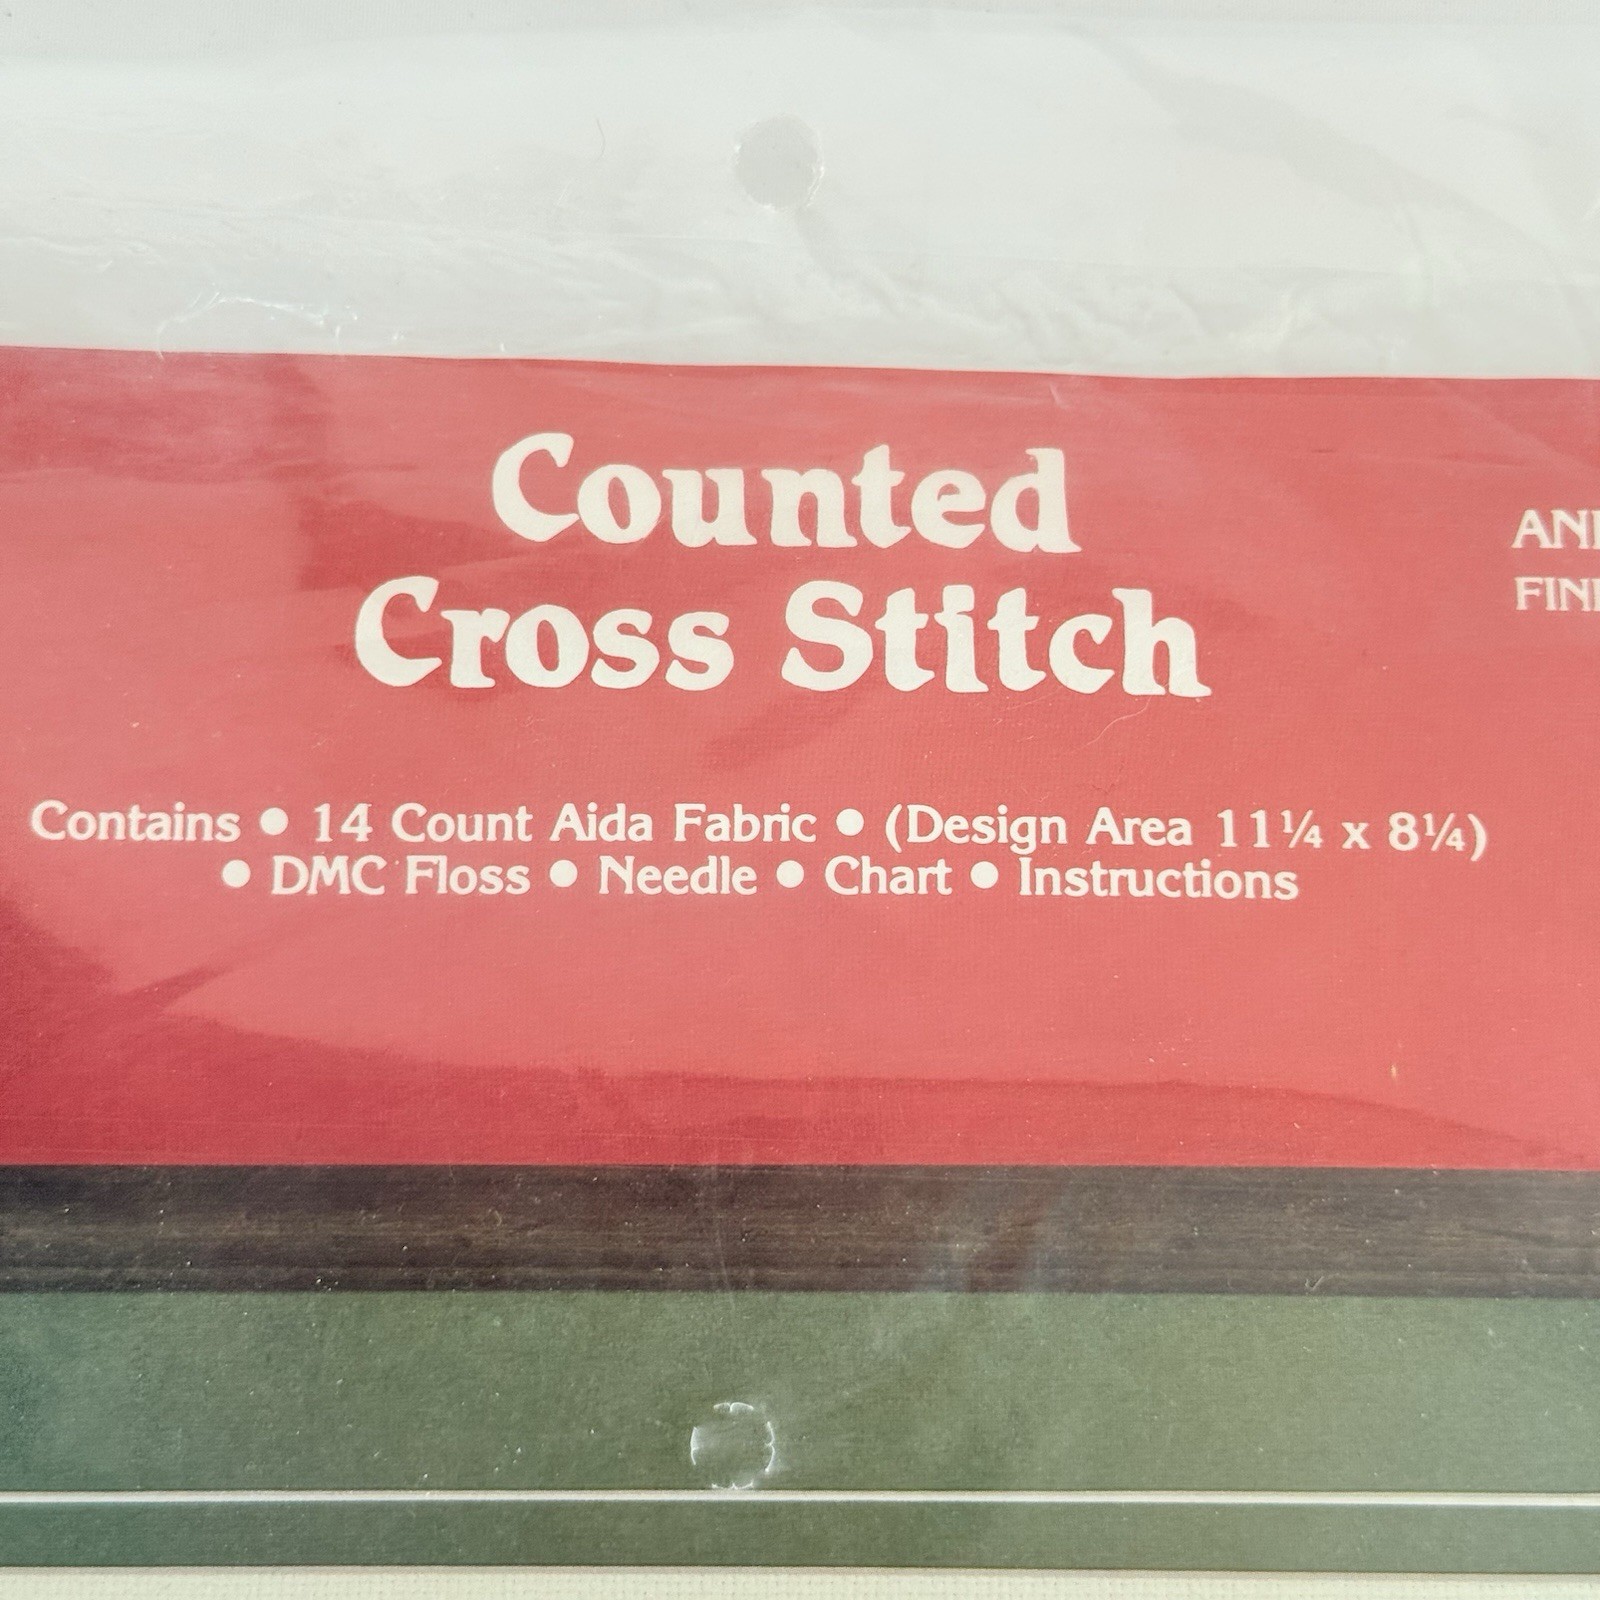 Counted
Cross Stitch
Contains • 14 Count Aida Fabric • (Design Area 11¼ x 8¼)
• DMC Floss • Needle • Chart • Instructions